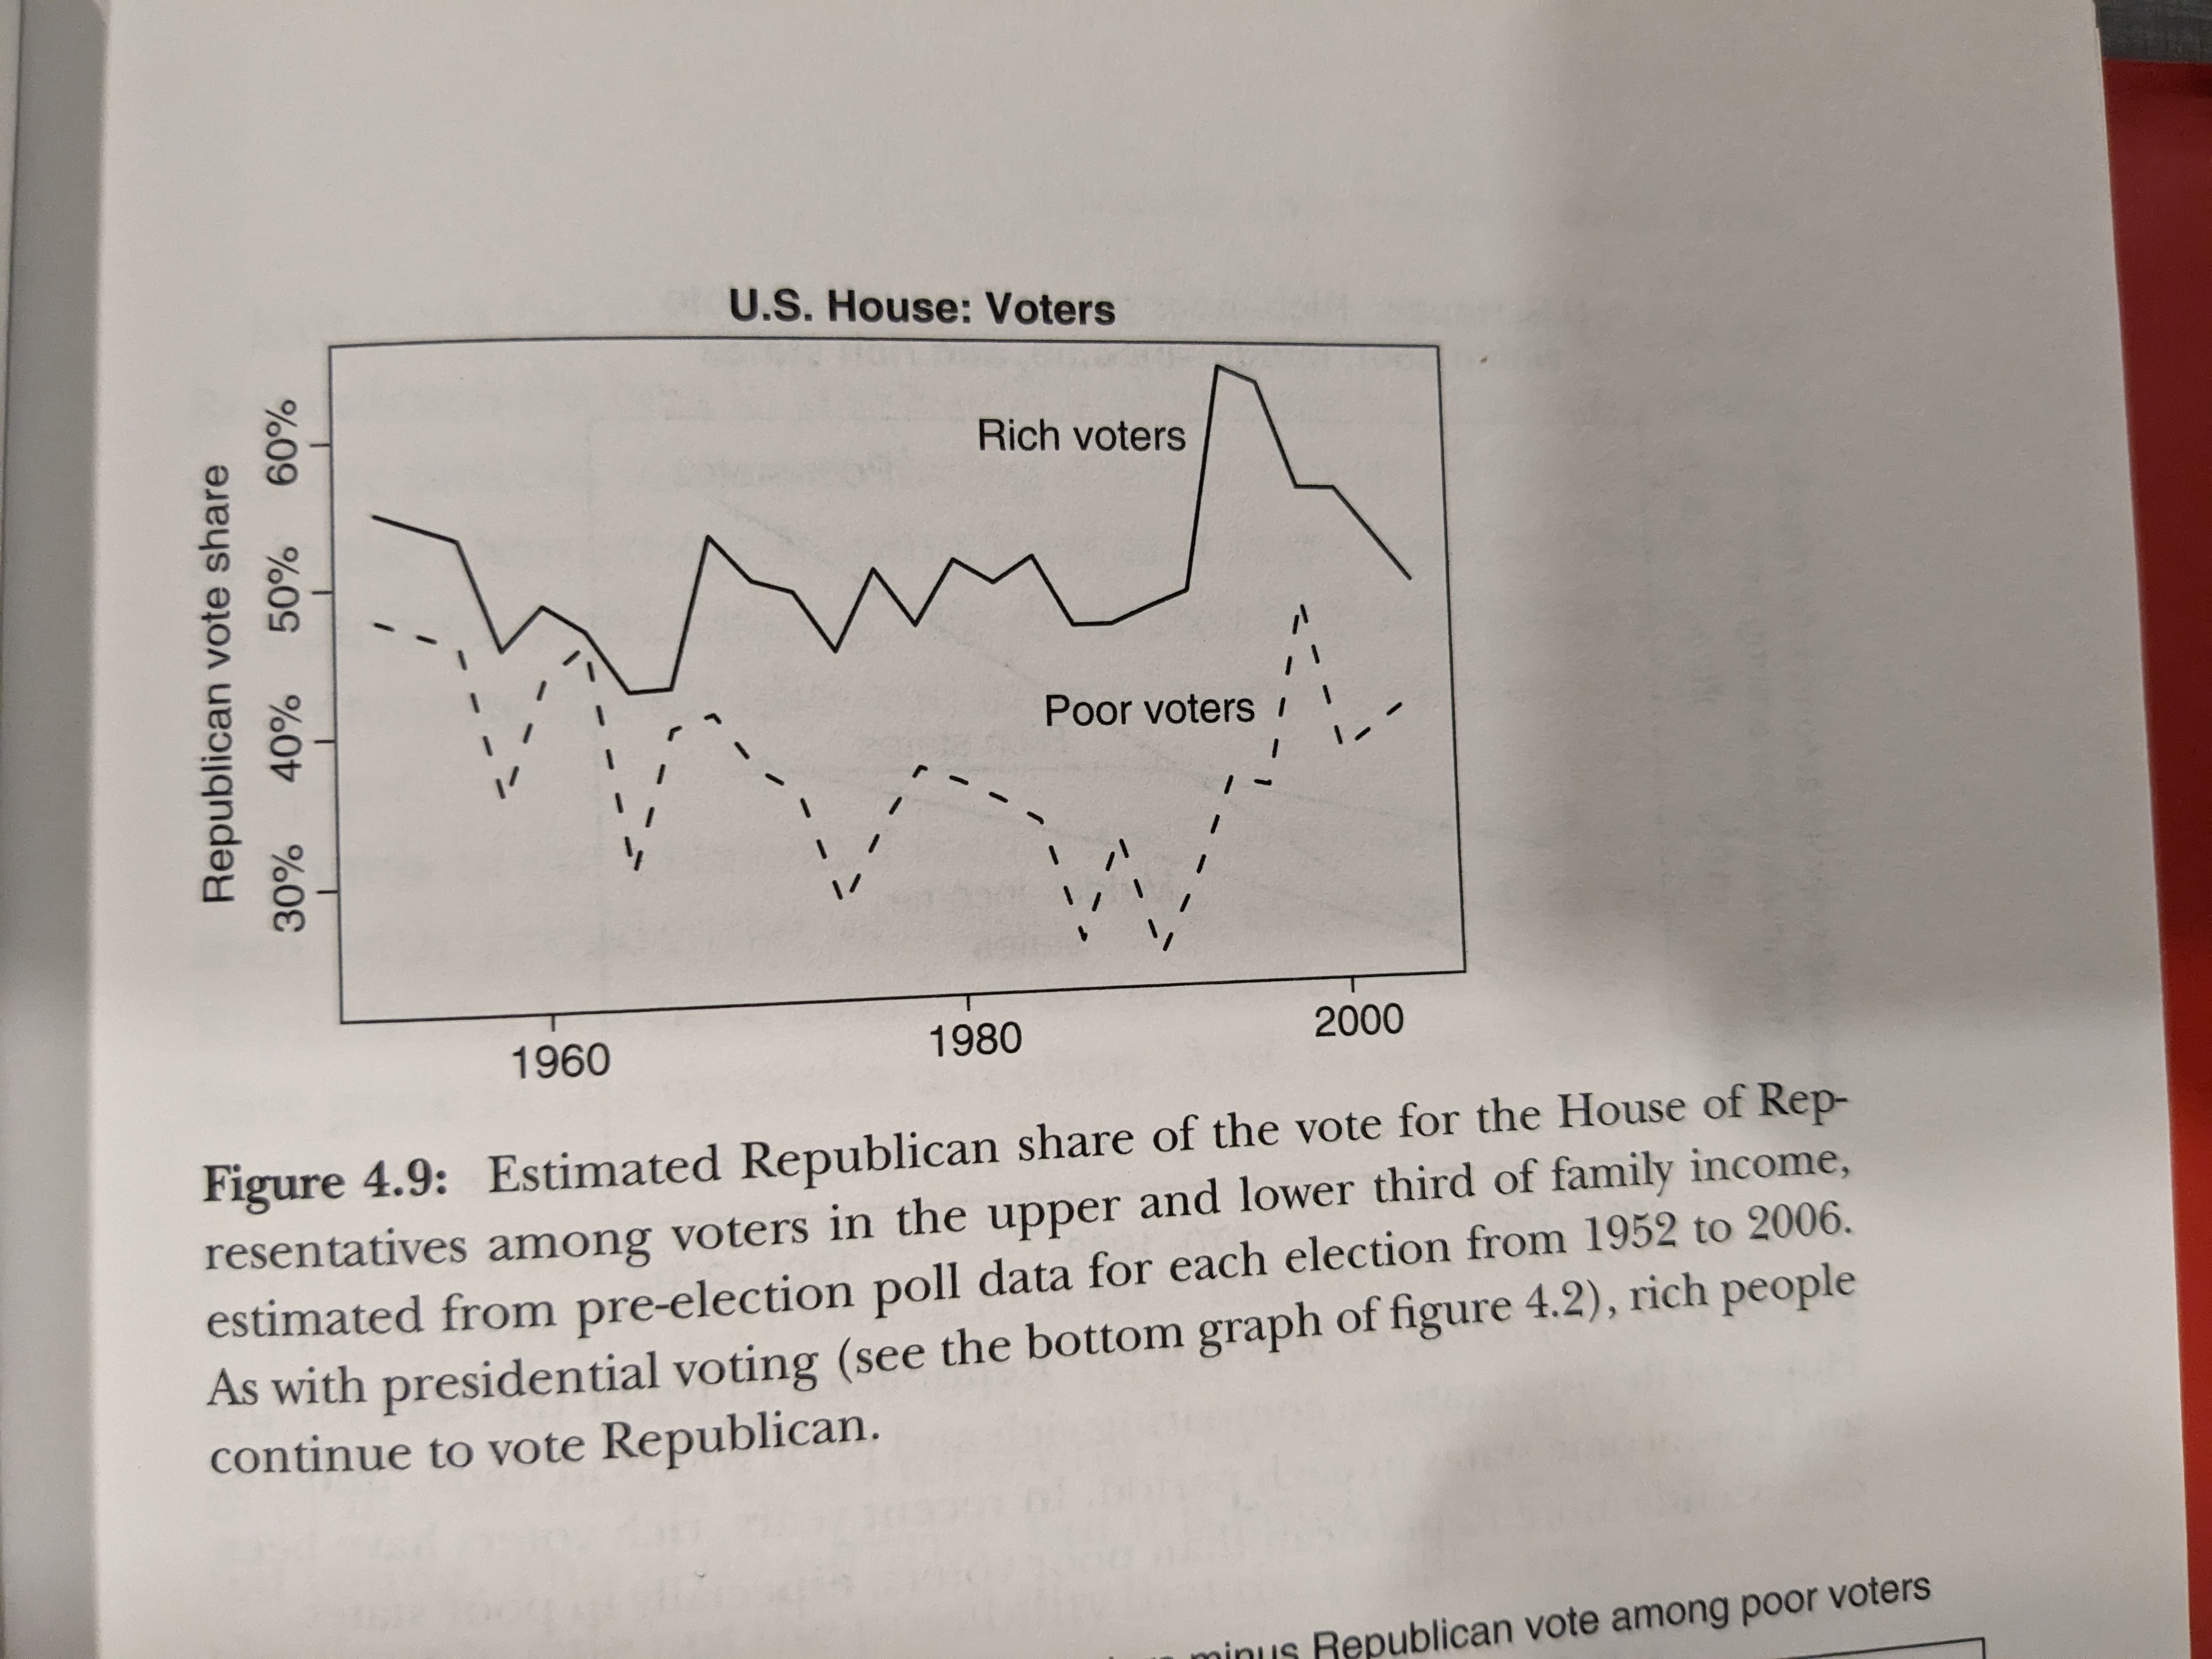 U.S. House: Voters
Republican vote share
60%
50%
40%
30%
Rich voters
Poor voters
1960
1980
2000
Figure 4.9: Estimated Republican share of the vote for the House of Rep-
resentatives among voters in the upper and lower third of family income,
estimated from pre-election poll data for each election from 1952 to 2006.
As with presidential voting (see the bottom graph of figure 4.2), rich people
continue to vote Republican.
minus Republican vote among poor voters